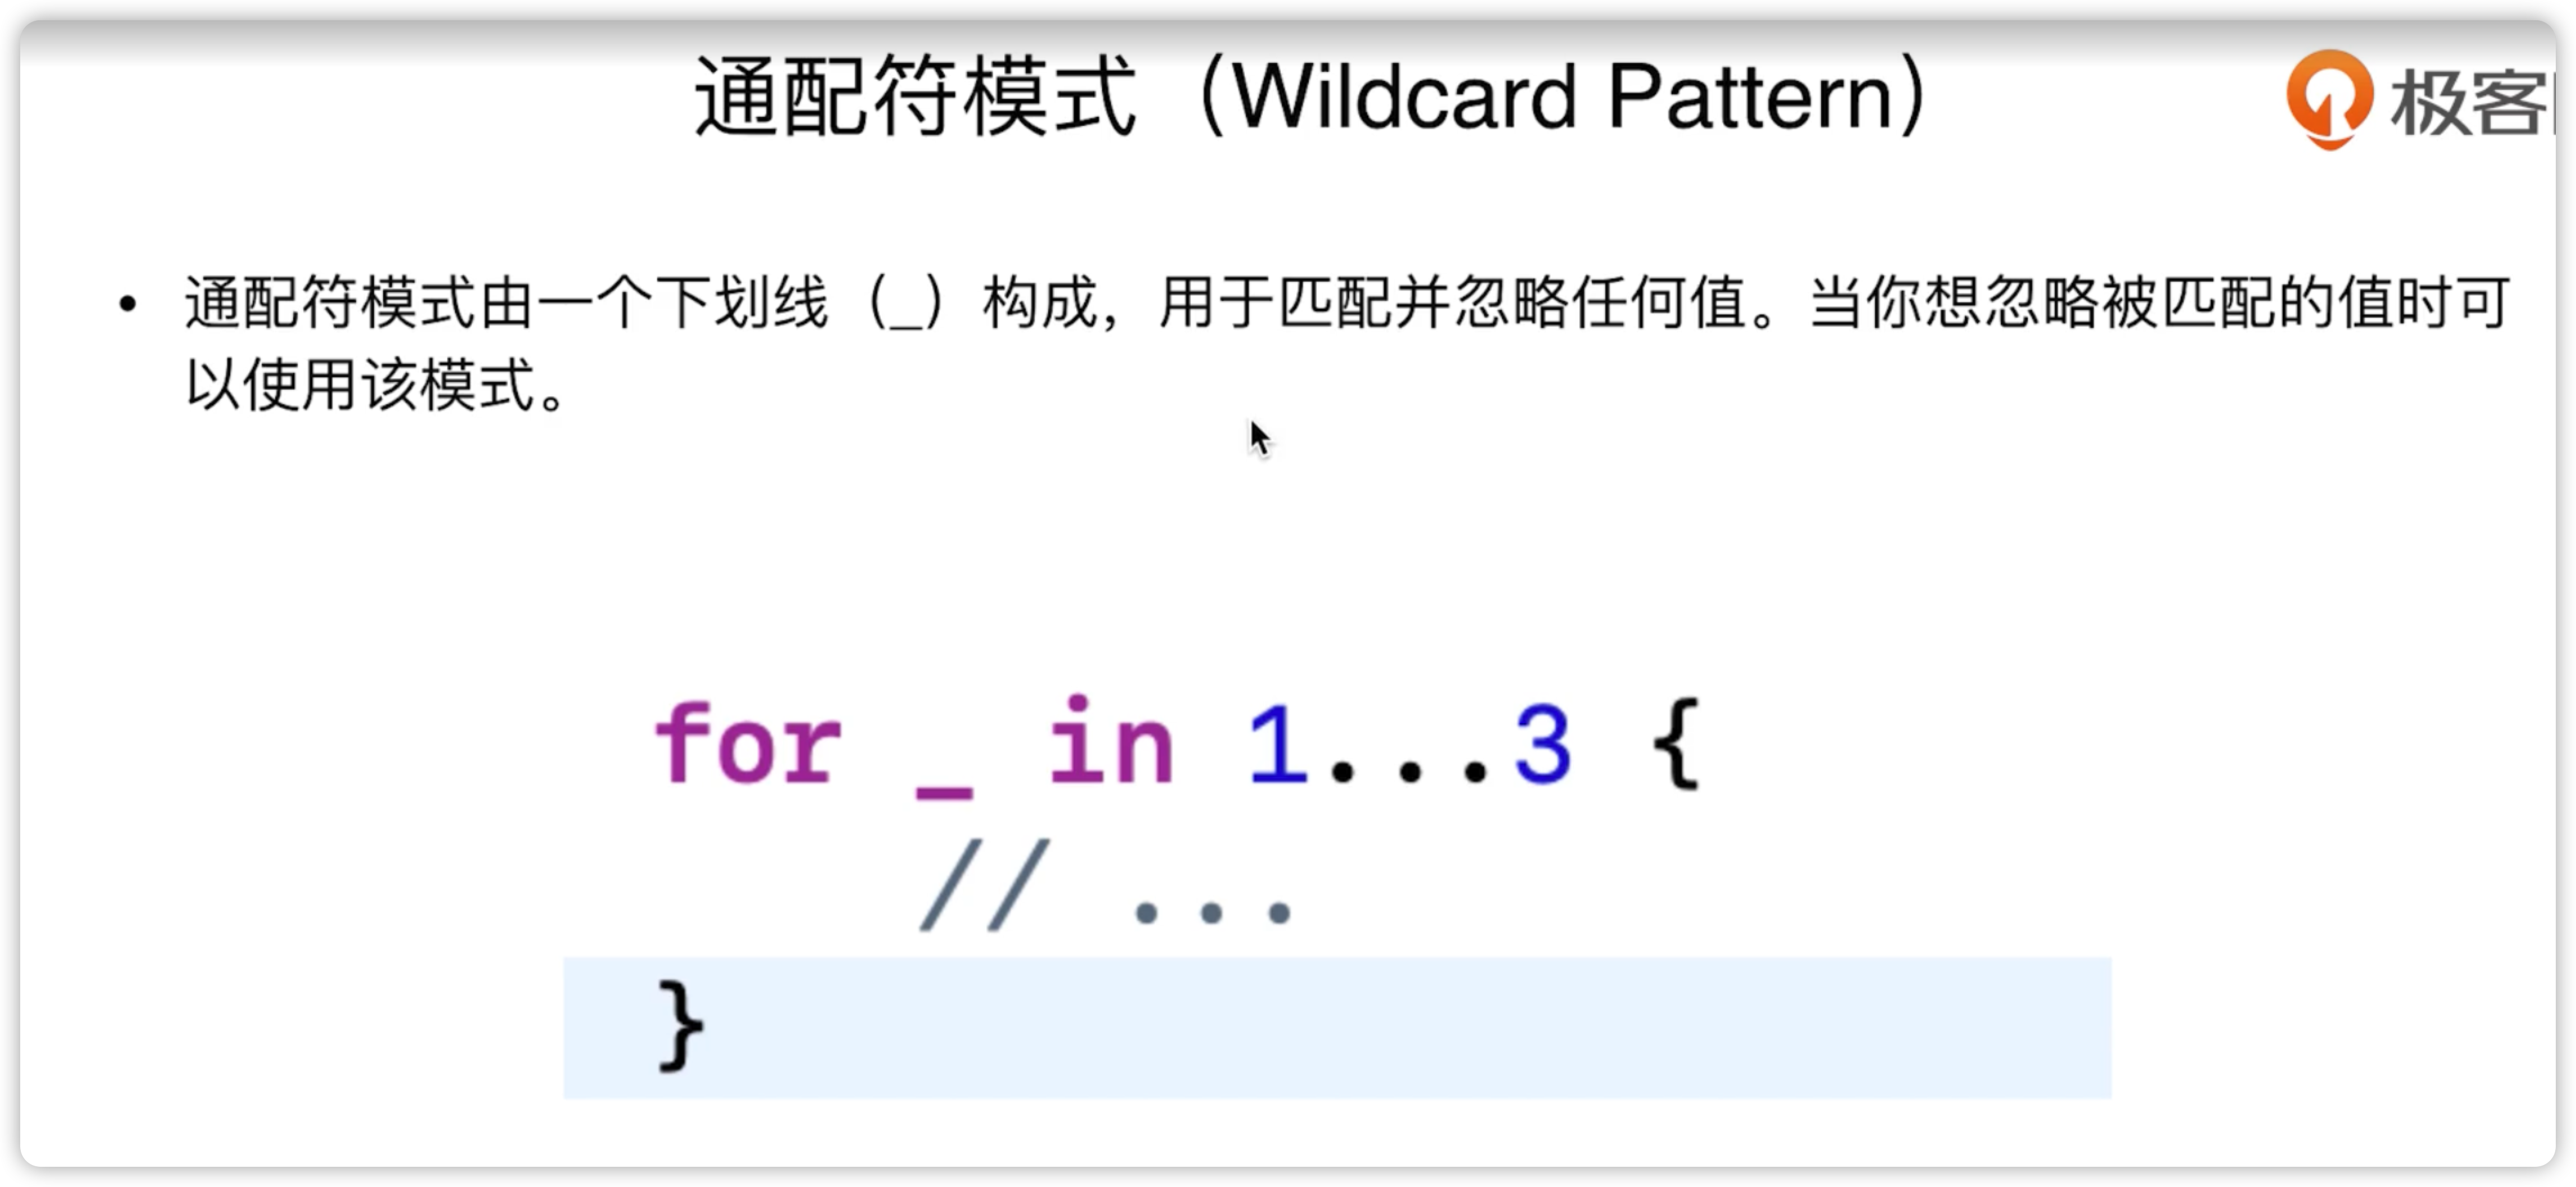 通配符模式（Wildcard Pattern）
极客
• 通配符模式由一个下划线（_）构成，用于匹配并忽略任何值。当你想忽略被匹配的值时可
以使用该模式。
for _ in 1...3 {
// ...
}